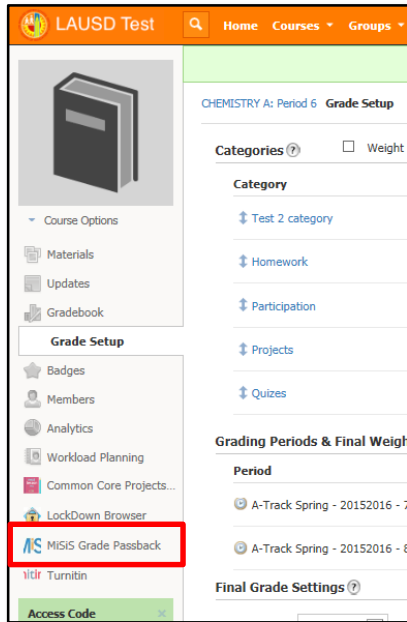 LAUSD Test Home Courses Groups
CHEMISTRY A: Period 6 Grade Setup
Categories ? Weight
Category
Test 2 category
Homework
Participation
Projects
Quizes
Grading Periods & Final Weigh
Period
A-Track Spring - 20152016 - 7
A-Track Spring - 20152016 - 8
Final Grade Settings ?
Course Options
Materials
Updates
Gradebook
Grade Setup
Badges
Members
Analytics
Workload Planning
Common Core Projects...
LockDown Browser
MiSiS Grade Passback
Turnitin
Access Code